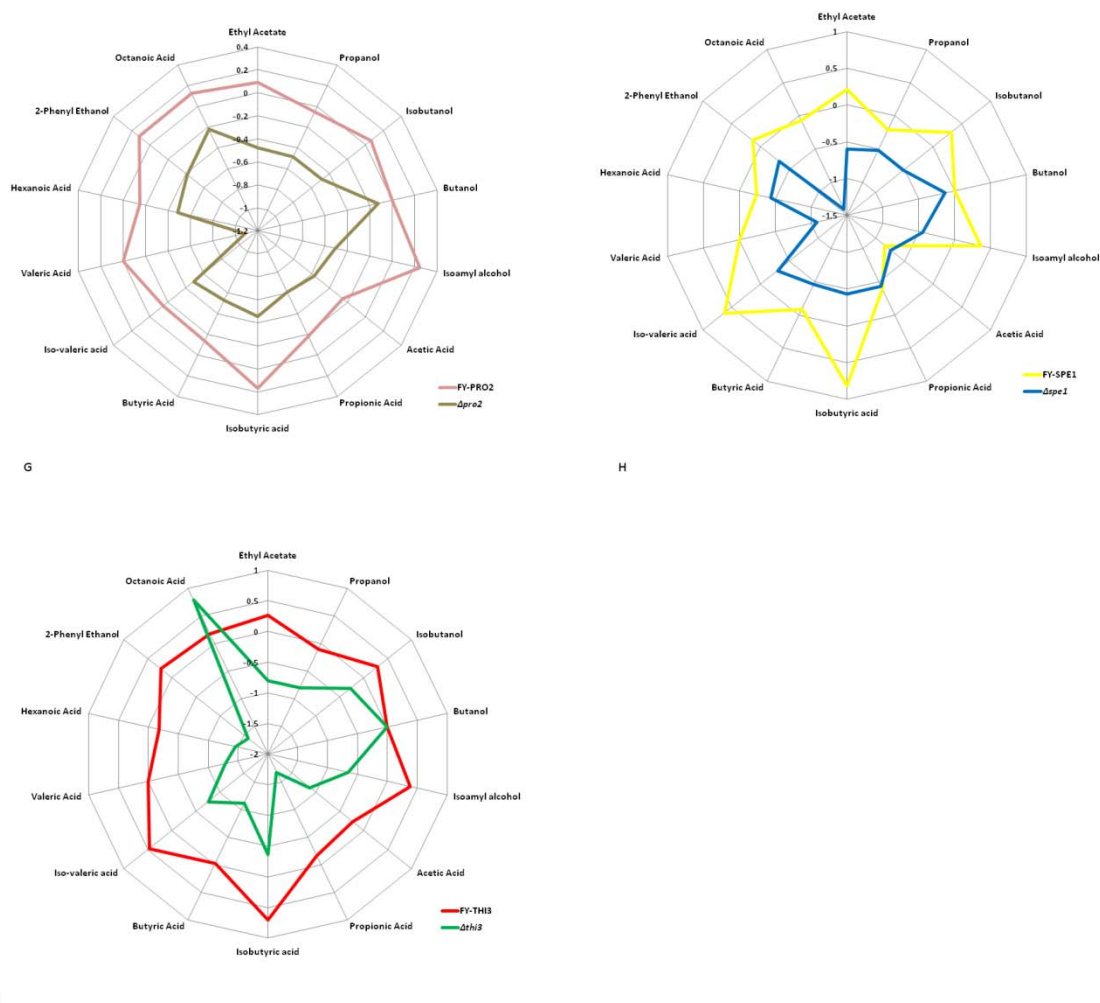 Ethyl Acetate
0.4
0.2
0
-0.2
-0.4
-0.6
-0.8
-1
-1.2
Propanol
Isobutanol
Butanol
Isoamyl alcohol
Acetic Acid
Propionic Acid
Isobutyric acid
Butyric Acid
Iso-valeric acid
Valeric Acid
Hexanoic Acid
2-Phenyl Ethanol
Octanoic Acid
FY-PRO2
Δpro2
G
Ethyl Acetate
1
0.5
0
-0.5
-1
-1.5
Propanol
Isobutanol
Butanol
Isoamyl alcohol
Acetic Acid
Propionic Acid
Isobutyric acid
Butyric Acid
Iso-valeric acid
Valeric Acid
Hexanoic Acid
2-Phenyl Ethanol
Octanoic Acid
FY-SPE1
Δspe1
H
Ethyl Acetate
1
0.5
0
-0.5
-1
-1.5
-2
Propanol
Isobutanol
Butanol
Isoamyl alcohol
Acetic Acid
Propionic Acid
Isobutyric acid
Butyric Acid
Iso-valeric acid
Valeric Acid
Hexanoic Acid
2-Phenyl Ethanol
Octanoic Acid
FY-THI3
Δthi3